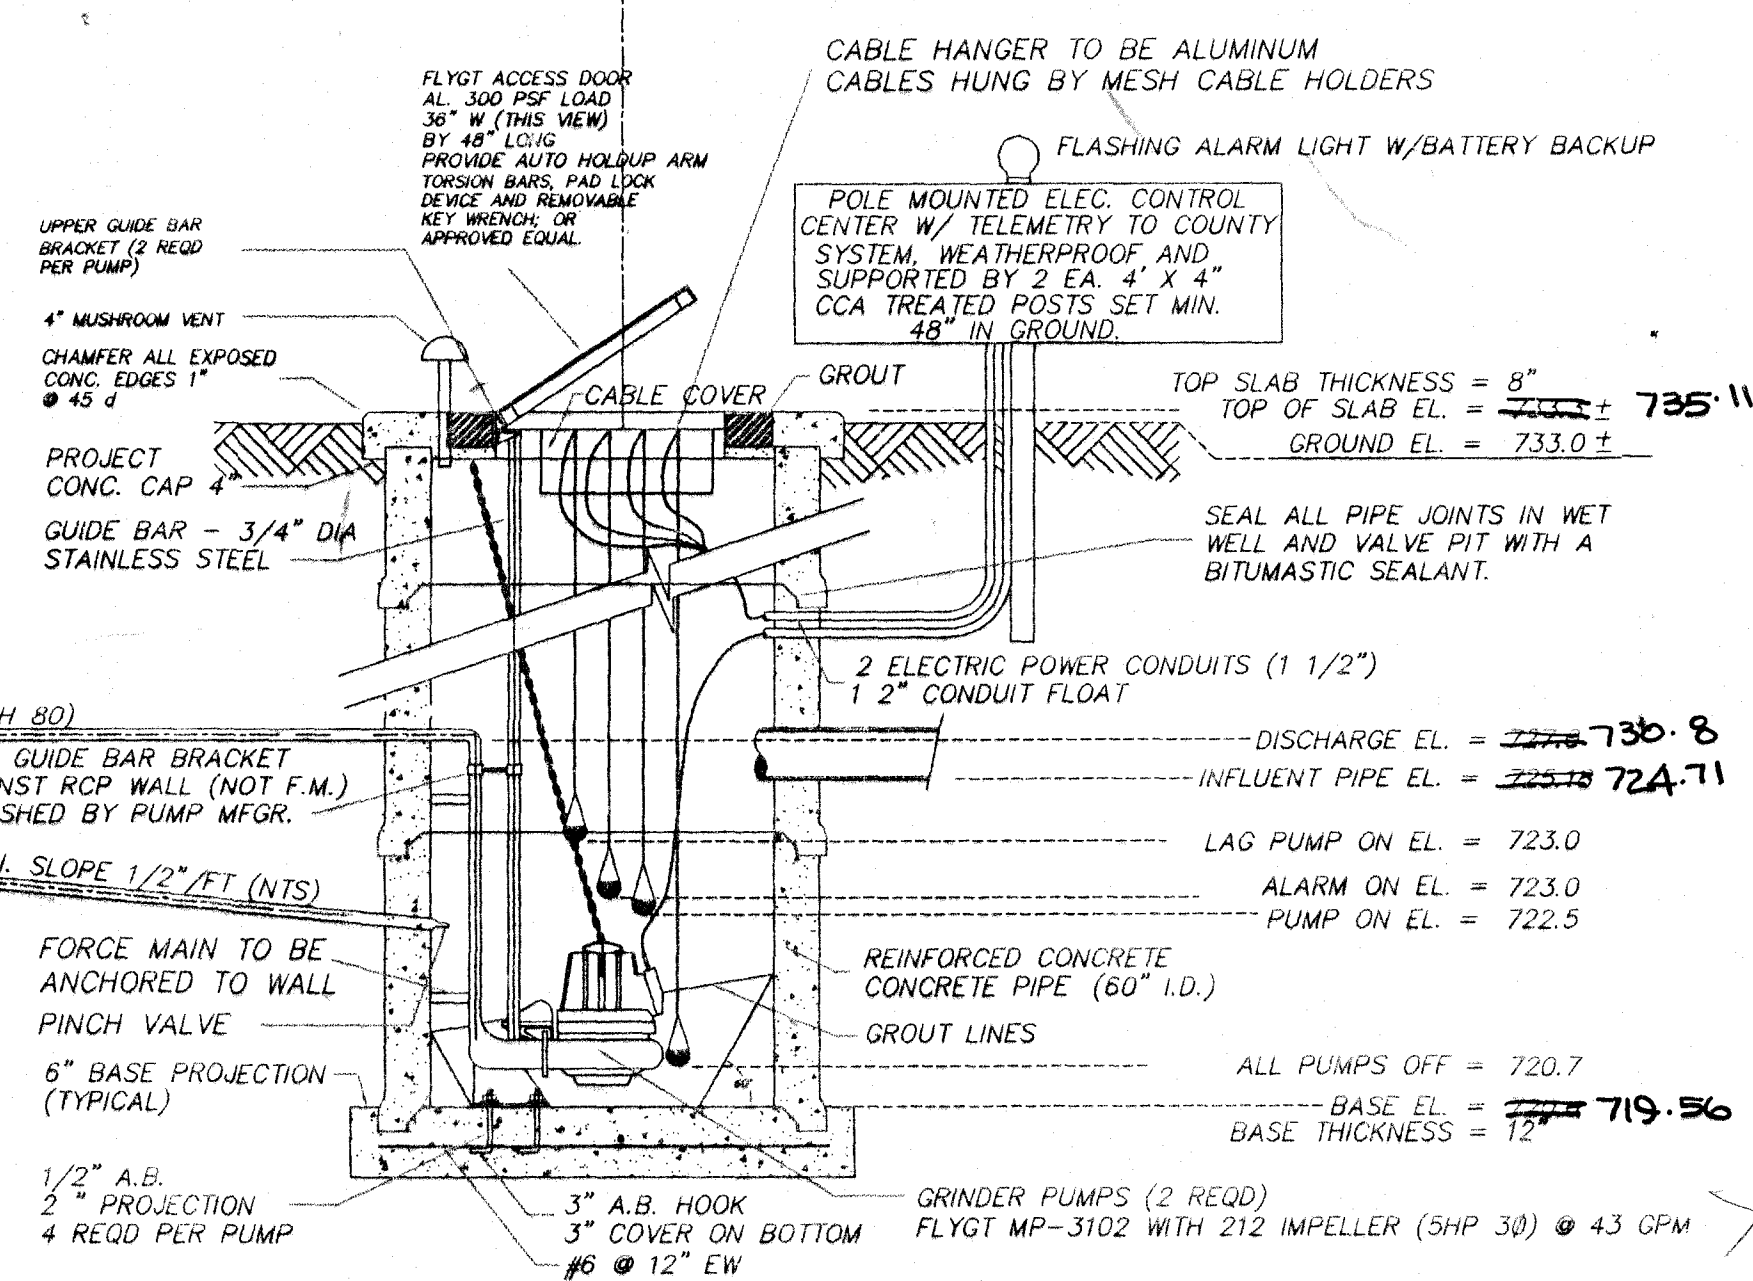 CABLE HANGER TO BE ALUMINUM
CABLES HUNG BY MESH CABLE HOLDERS
FLYGT ACCESS DOOR
AL. 300 PSF LOAD
36" W (THIS VIEW)
BY 48" LONG
PROVIDE AUTO HOLDUP ARM
TORSION BARS, PAD LOCK
DEVICE AND REMOVABLE
KEY WRENCH; OR
APPROVED EQUAL.
FLASHING ALARM LIGHT W/BATTERY BACKUP
POLE MOUNTED ELEC. CONTROL
CENTER W/ TELEMETRY TO COUNTY
SYSTEM, WEATHERPROOF AND
SUPPORTED BY 2 EA. 4' X 4"
CCA TREATED POSTS SET MIN.
48" IN GROUND.
UPPER GUIDE BAR
BRACKET (2 REQD
PER PUMP)
4" MUSHROOM VENT
CHAMFER ALL EXPOSED
CONC. EDGES 1"
@ 45 d
CABLE COVER
GROUT
TOP SLAB THICKNESS = 8"
TOP OF SLAB EL. = ± 735.11
GROUND EL. = 733.0 ±
PROJECT
CONC. CAP 4"
GUIDE BAR - 3/4" DIA
STAINLESS STEEL
SEAL ALL PIPE JOINTS IN WET
WELL AND VALVE PIT WITH A
BITUMASTIC SEALANT.
2 ELECTRIC POWER CONDUITS (1 1/2")
1 2" CONDUIT FLOAT
H 80)
GUIDE BAR BRACKET
NST RCP WALL (NOT F.M.)
SHED BY PUMP MFGR.
DISCHARGE EL. = 727.8 730.8
INFLUENT PIPE EL. = 725.18 724.71
LAG PUMP ON EL. = 723.0
. SLOPE 1/2"/FT (NTS)
ALARM ON EL. = 723.0
PUMP ON EL. = 722.5
FORCE MAIN TO BE
ANCHORED TO WALL
PINCH VALVE
REINFORCED CONCRETE
CONCRETE PIPE (60" I.D.)
GROUT LINES
6" BASE PROJECTION
(TYPICAL)
60°
ALL PUMPS OFF = 720.7
BASE EL. = 719.56
BASE THICKNESS = 12"
1/2" A.B.
2 " PROJECTION
4 REQD PER PUMP
3" A.B. HOOK
3" COVER ON BOTTOM
#6 @ 12" EW
GRINDER PUMPS (2 REQD)
FLYGT MP-3102 WITH 212 IMPELLER (5HP 3Ø) @ 43 GPM